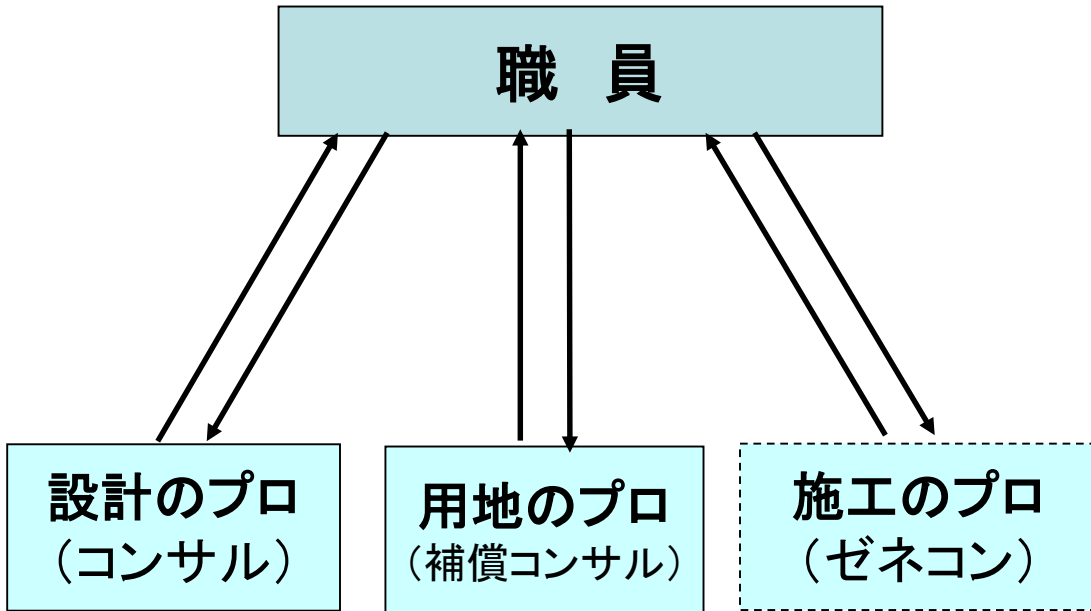 職　員
設計のプロ
（コンサル）
用地のプロ
（補償コンサル）
施工のプロ
（ゼネコン）